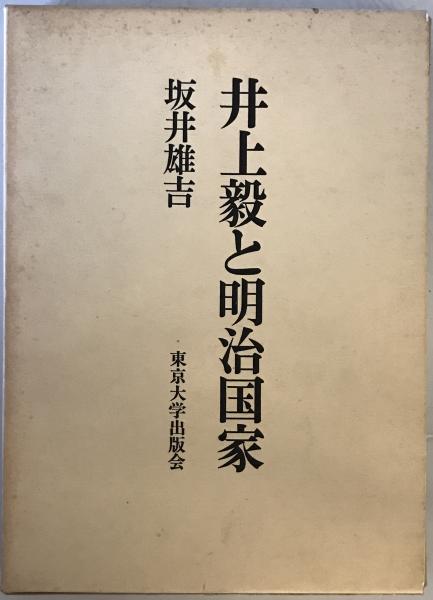 井上毅と明治国家
坂井雄吉
東京大学出版会